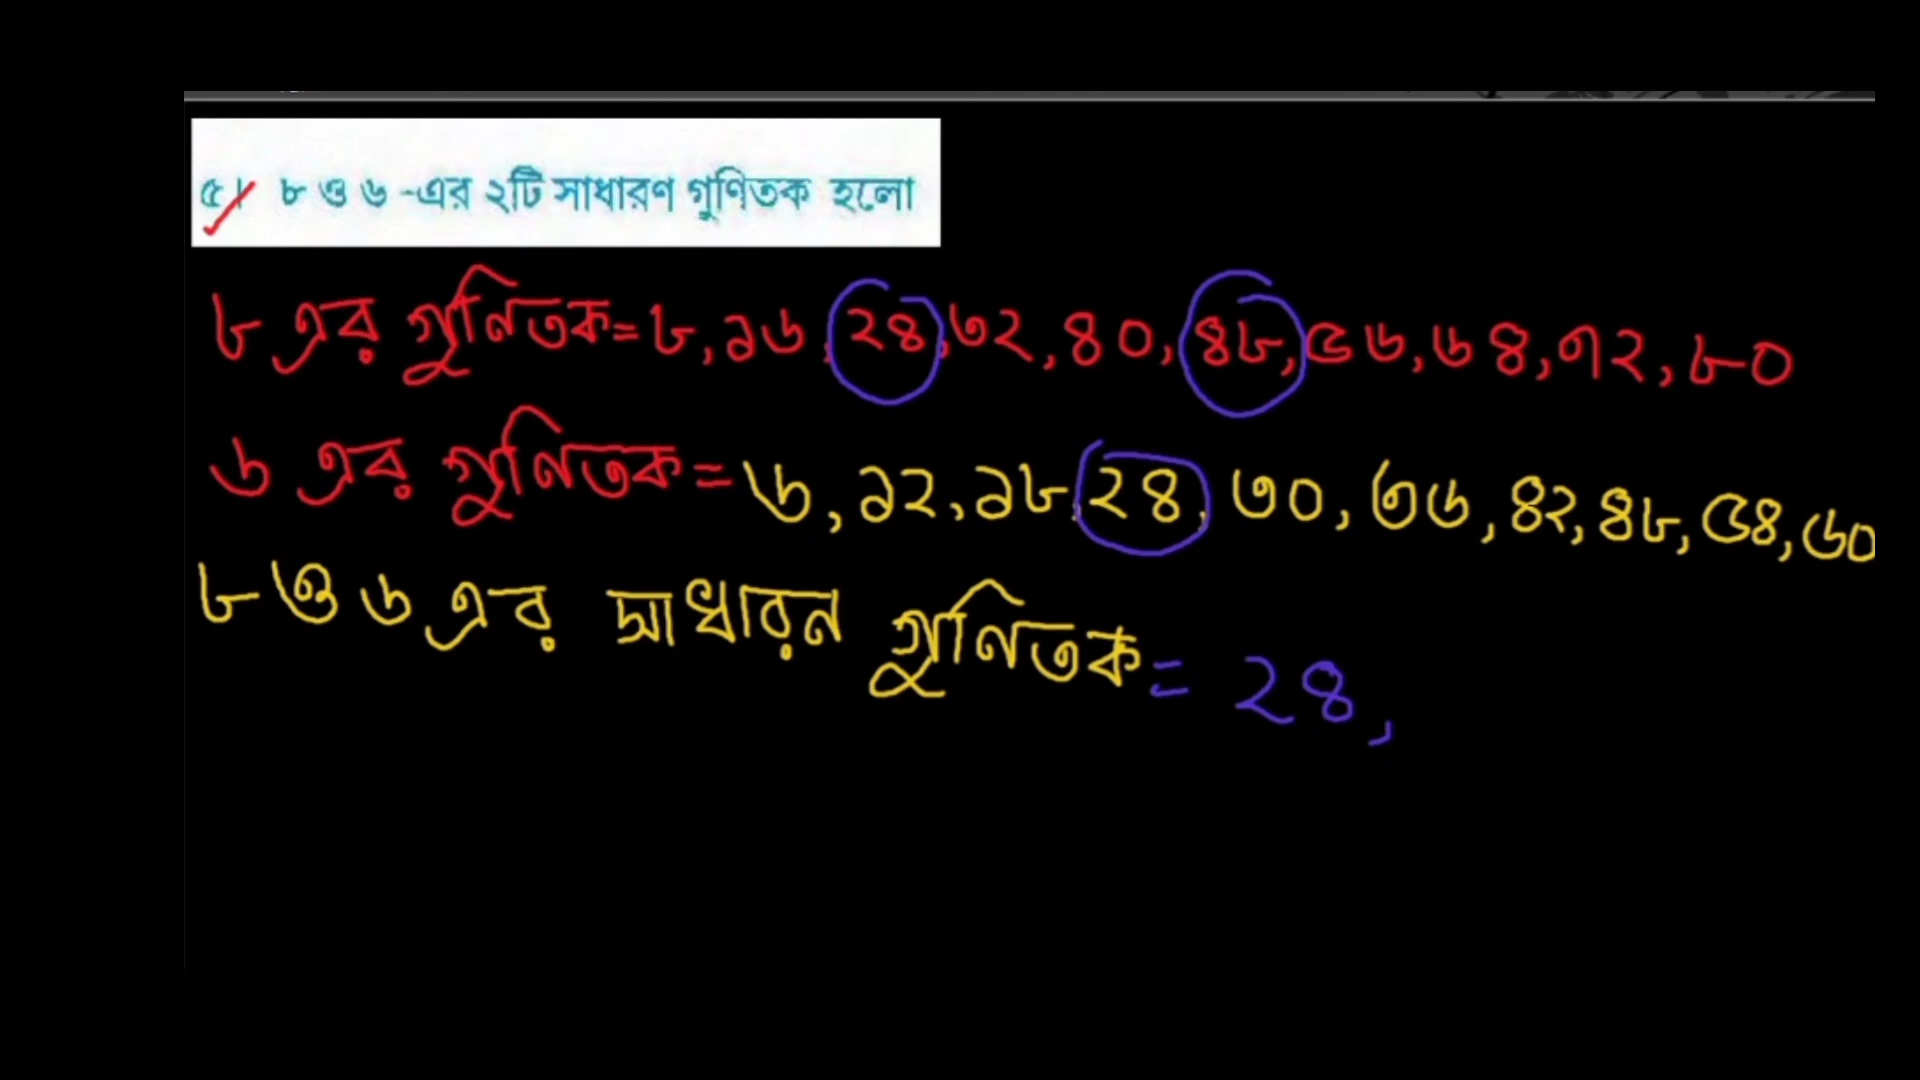 ৫। ৮ ও ৬ -এর ২টি সাধারণ গুণিতক হলো
৮ এর গুণিতক=৮,১৬,২৪,৩২,৪০,৪৮,৫৬,৬৪,৭২,৮০
৬ এর গুণিতক=৬,১২,১৮,২৪,৩০,৩৬,৪২,৪৮,৫৪,৬০
৮ ও ৬ এর সাধারন গুণিতক= ২৪,